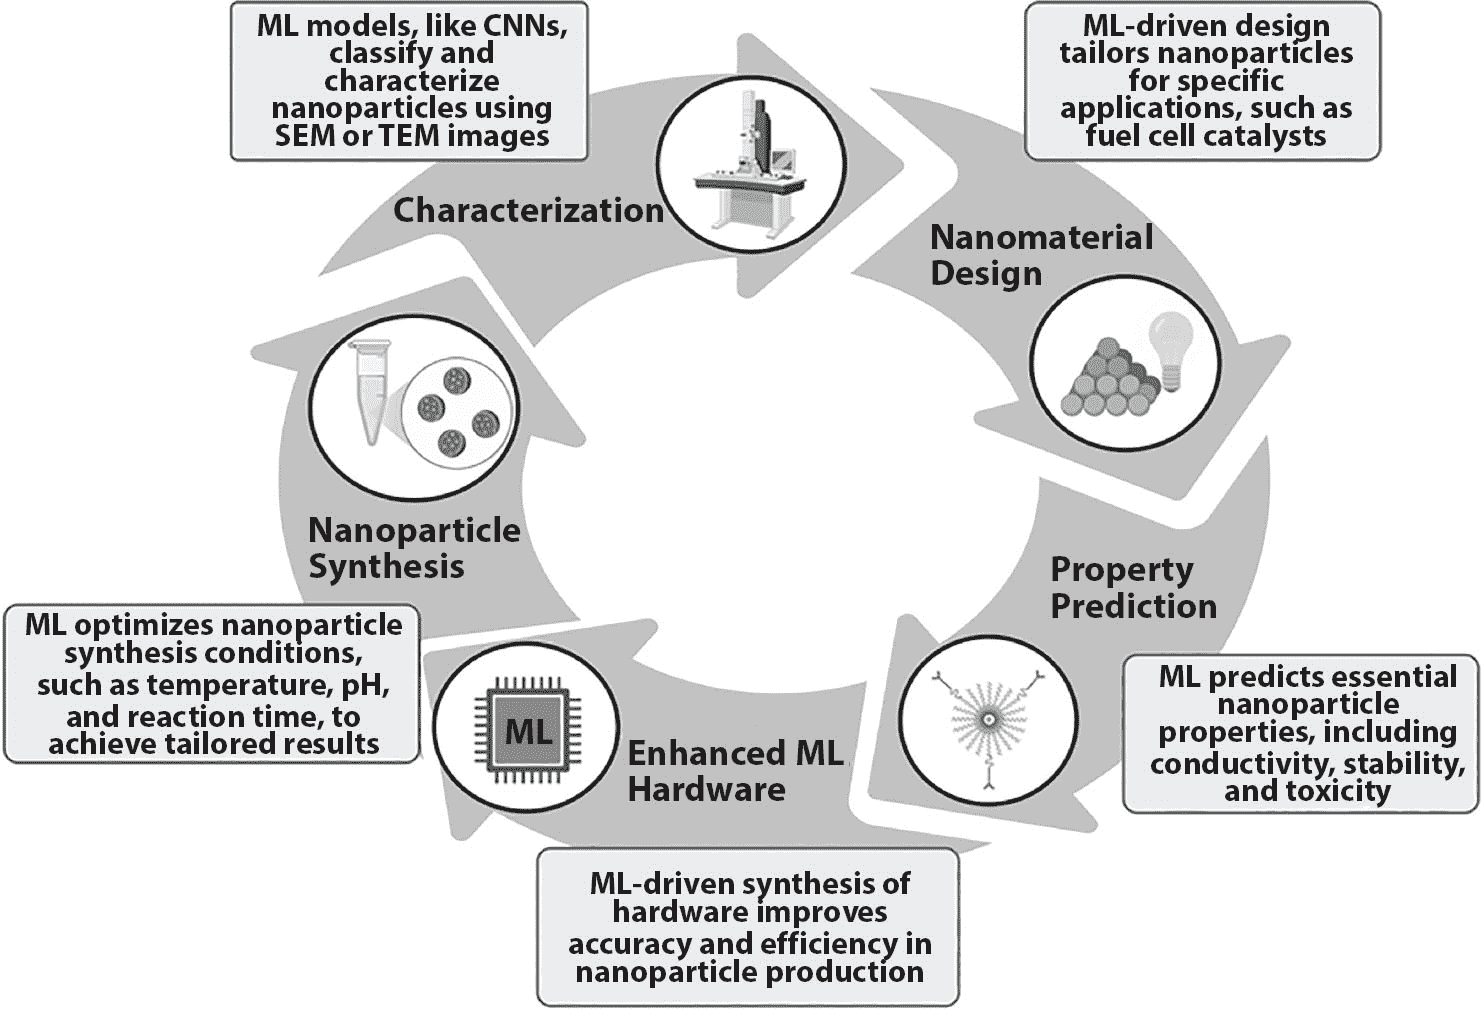 ML models, like CNNs,
classify and
characterize
nanoparticles using
SEM or TEM images
ML-driven design
tailors nanoparticles
for specific
applications, such as
fuel cell catalysts
Characterization
Nanomaterial
Design
Nanoparticle
Synthesis
Property
Prediction
ML optimizes nanoparticle
synthesis conditions,
such as temperature, pH,
and reaction time, to
achieve tailored results
ML
Enhanced ML
Hardware
ML predicts essential
nanoparticle
properties, including
conductivity, stability,
and toxicity
ML-driven synthesis of
hardware improves
accuracy and efficiency in
nanoparticle production